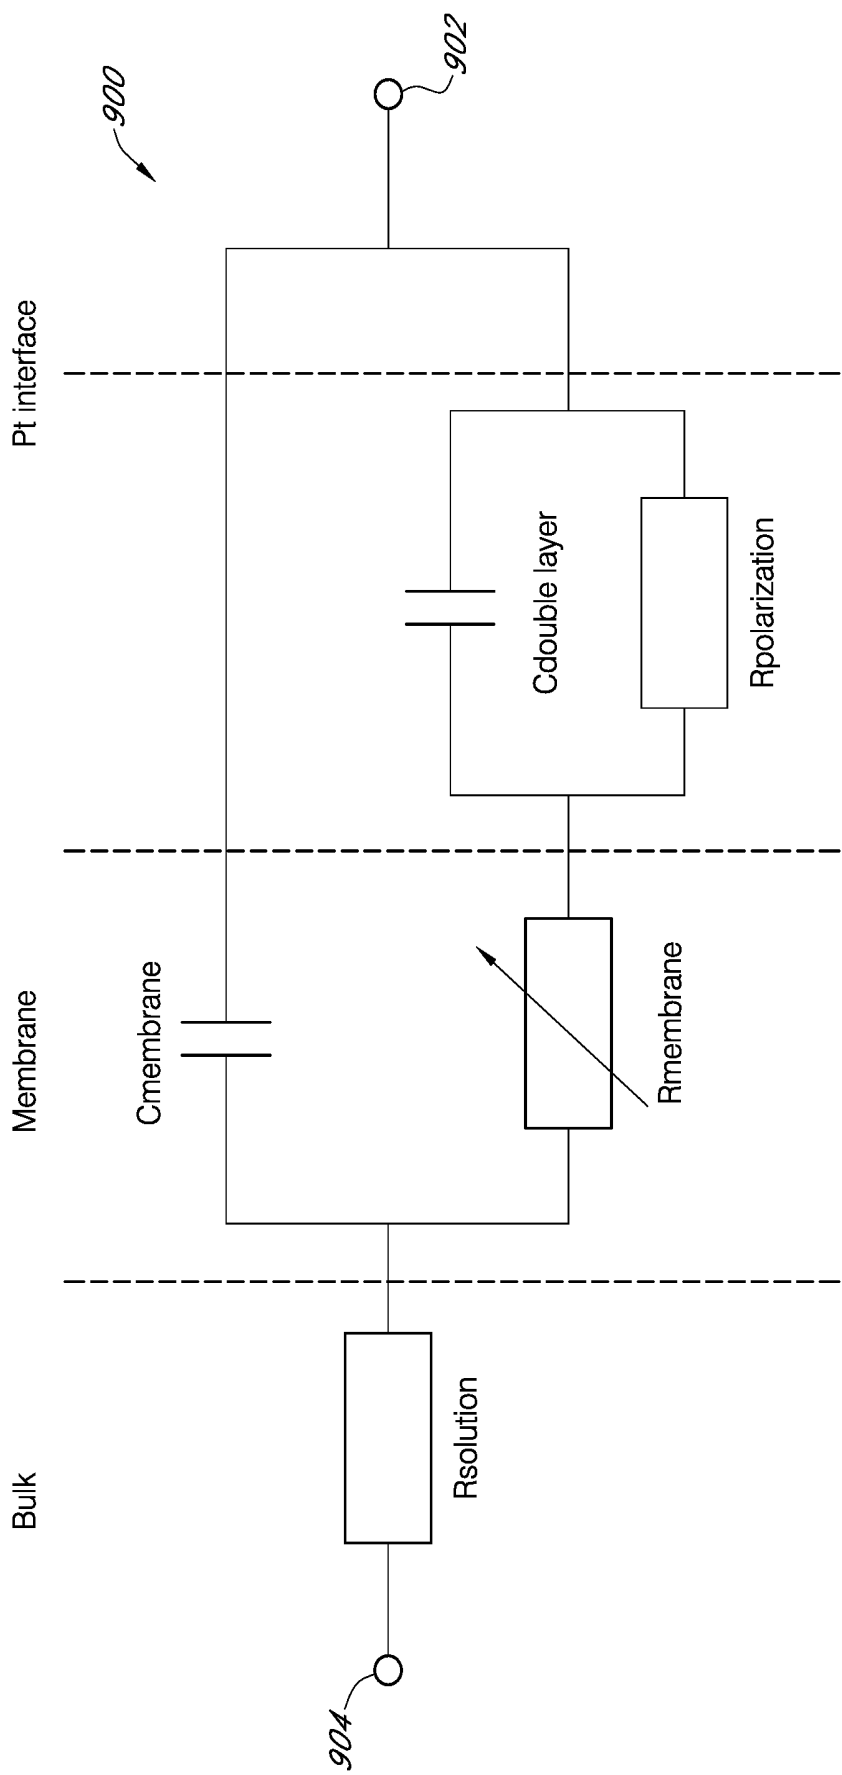 900
902
Bulk
Membrane
Pt interface
Cmembrane
Cdouble layer
Rsolution
Rmembrane
Rpolarization
904